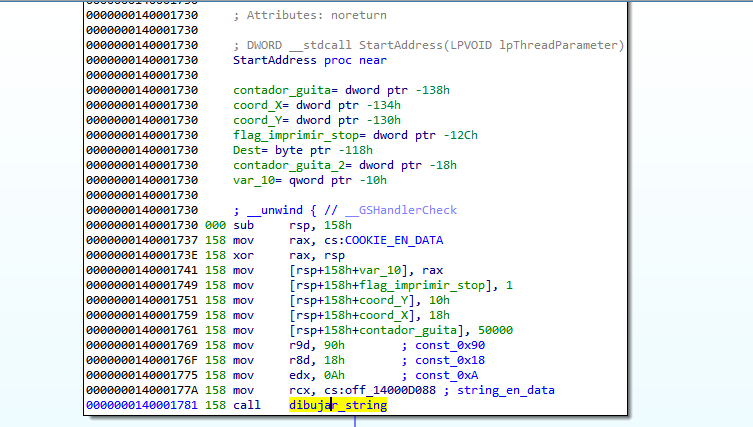 0000000140001730
0000000140001730 ; Attributes: noreturn
0000000140001730
0000000140001730 ; DWORD __stdcall StartAddress(LPVOID lpThreadParameter)
0000000140001730 StartAddress proc near
0000000140001730
0000000140001730 contador_guita= dword ptr -138h
0000000140001730 coord_X= dword ptr -134h
0000000140001730 coord_Y= dword ptr -130h
0000000140001730 flag_imprimir_stop= dword ptr -12Ch
0000000140001730 Dest= byte ptr -118h
0000000140001730 contador_guita_2= dword ptr -18h
0000000140001730 var_10= qword ptr -10h
0000000140001730
0000000140001730 ; __unwind { // __GSHandlerCheck
0000000140001730 000 sub rsp, 158h
0000000140001737 158 mov rax, cs:COOKIE_EN_DATA
000000014000173E 158 xor rax, rsp
0000000140001741 158 mov [rsp+158h+var_10], rax
0000000140001749 158 mov [rsp+158h+flag_imprimir_stop], 1
0000000140001751 158 mov [rsp+158h+coord_Y], 10h
0000000140001759 158 mov [rsp+158h+coord_X], 18h
0000000140001761 158 mov [rsp+158h+contador_guita], 50000
0000000140001769 158 mov r9d, 90h ; const_0x90
000000014000176F 158 mov r8d, 18h ; const_0x18
0000000140001775 158 mov edx, 0Ah ; const_0xA
000000014000177A 158 mov rcx, cs:off_14000D088 ; string_en_data
0000000140001781 158 call dibujar_string